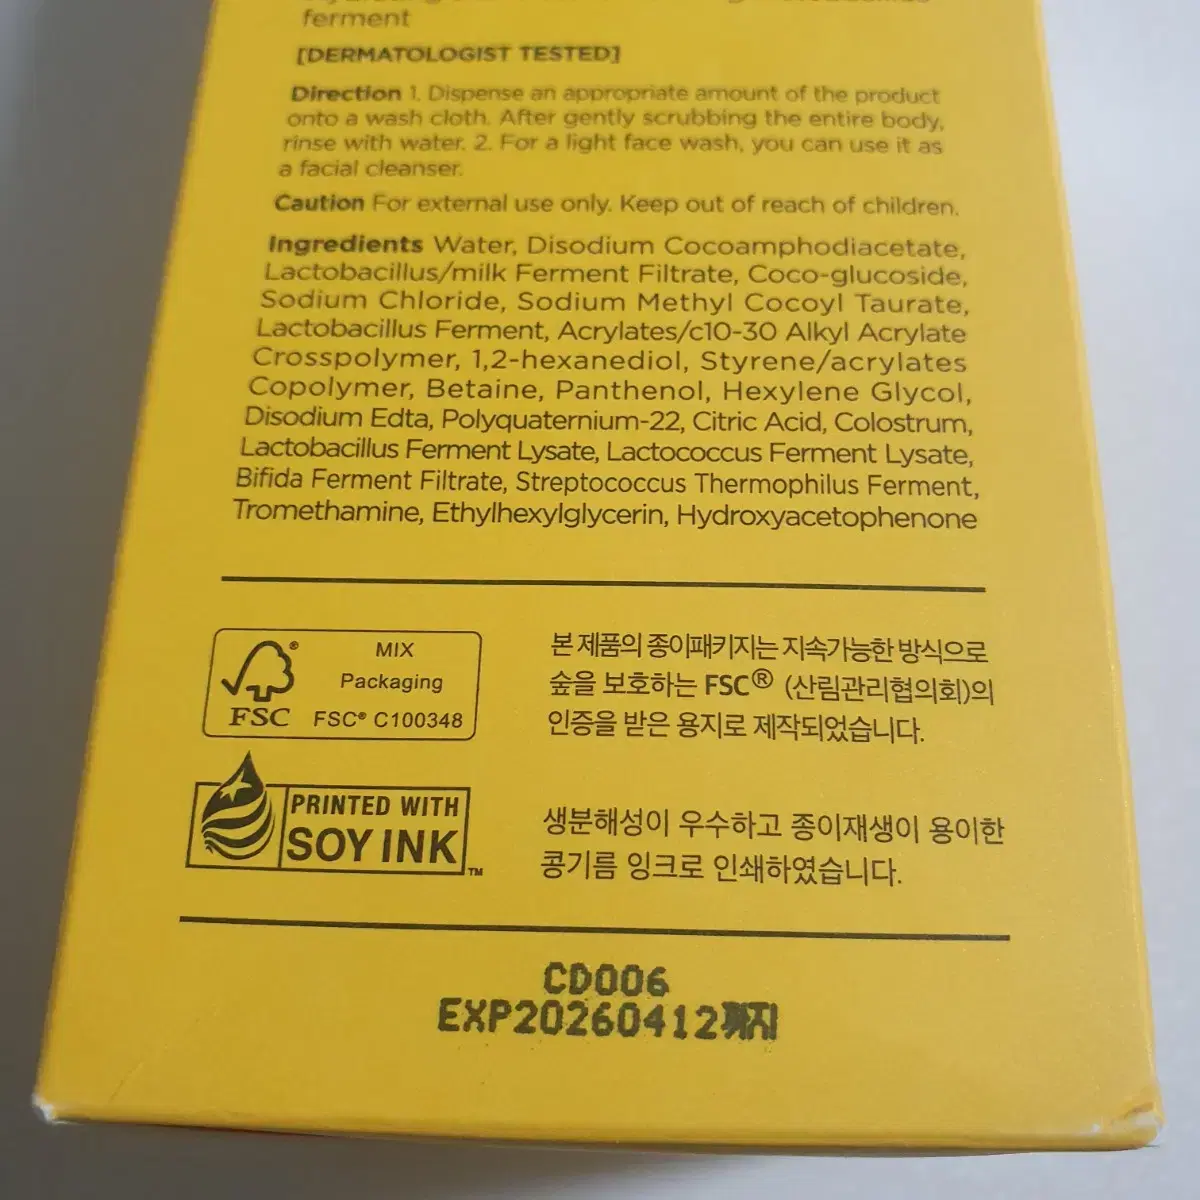 ferment
[DERMATOLOGIST TESTED]
Direction 1. Dispense an appropriate amount of the product
onto a wash cloth. After gently scrubbing the entire body,
rinse with water. 2. For a light face wash, you can use it as
a facial cleanser.
Caution For external use only. Keep out of reach of children.
Ingredients Water, Disodium Cocoamphodiacetate,
Lactobacillus/milk Ferment Filtrate, Coco-glucoside,
Sodium Chloride, Sodium Methyl Cocoyl Taurate,
Lactobacillus Ferment, Acrylates/c10-30 Alkyl Acrylate
Crosspolymer, 1,2-hexanediol, Styrene/acrylates
Copolymer, Betaine, Panthenol, Hexylene Glycol,
Disodium Edta, Polyquaternium-22, Citric Acid, Colostrum,
Lactobacillus Ferment Lysate, Lactococcus Ferment Lysate,
Bifida Ferment Filtrate, Streptococcus Thermophilus Ferment,
Tromethamine, Ethylhexylglycerin, Hydroxyacetophenone
FSC
MIX
Packaging
FSC® C100348
본 제품의 종이패키지는 지속가능한 방식으로
숲을 보호하는 FSC® (산림관리협의회)의
인증을 받은 용지로 제작되었습니다.
PRINTED WITH
SOY INK™
생분해성이 우수하고 종이재생이 용이한
콩기름 잉크로 인쇄하였습니다.
CD006
EXP20260412까지